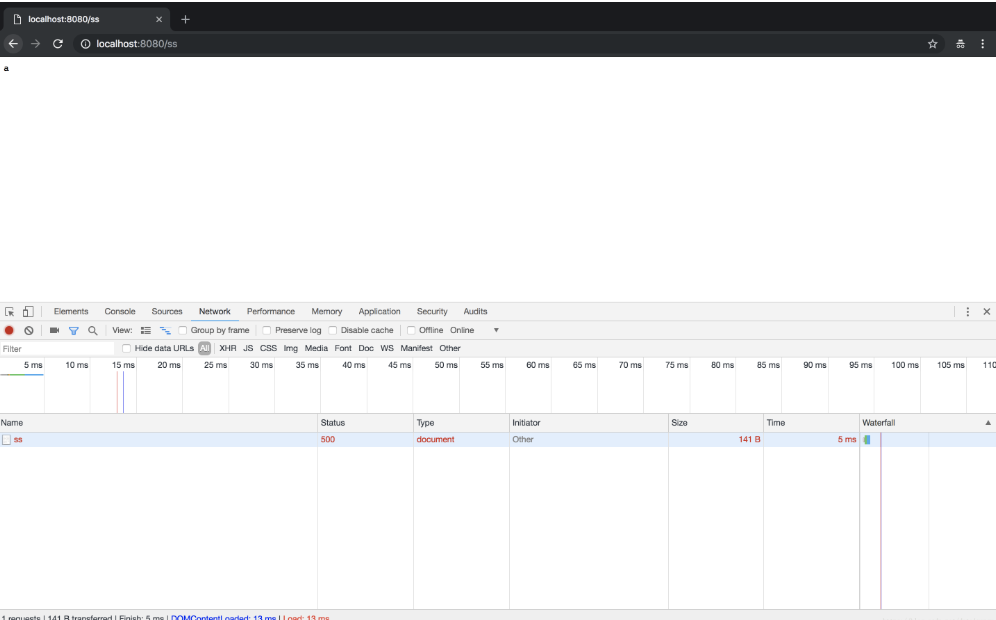 localhost:8080/ss
localhost:8080/ss
a
Elements Console Sources Network Performance Memory Application Security Audits
View: Group by frame Preserve log Disable cache Offline Online
Filter Hide data URLs All XHR JS CSS Img Media Font Doc WS Manifest Other
5 ms 10 ms 15 ms 20 ms 25 ms 30 ms 35 ms 40 ms 45 ms 50 ms 55 ms 60 ms 65 ms 70 ms 75 ms 80 ms 85 ms 90 ms 95 ms 100 ms 105 ms 110
Name Status Type Initiator Size Time Waterfall
ss 500 document Other 141 B 5 ms
1 requests | 141 B transferred | Finish: 5 ms | DOMContentLoaded: 13 ms | Load: 13 ms